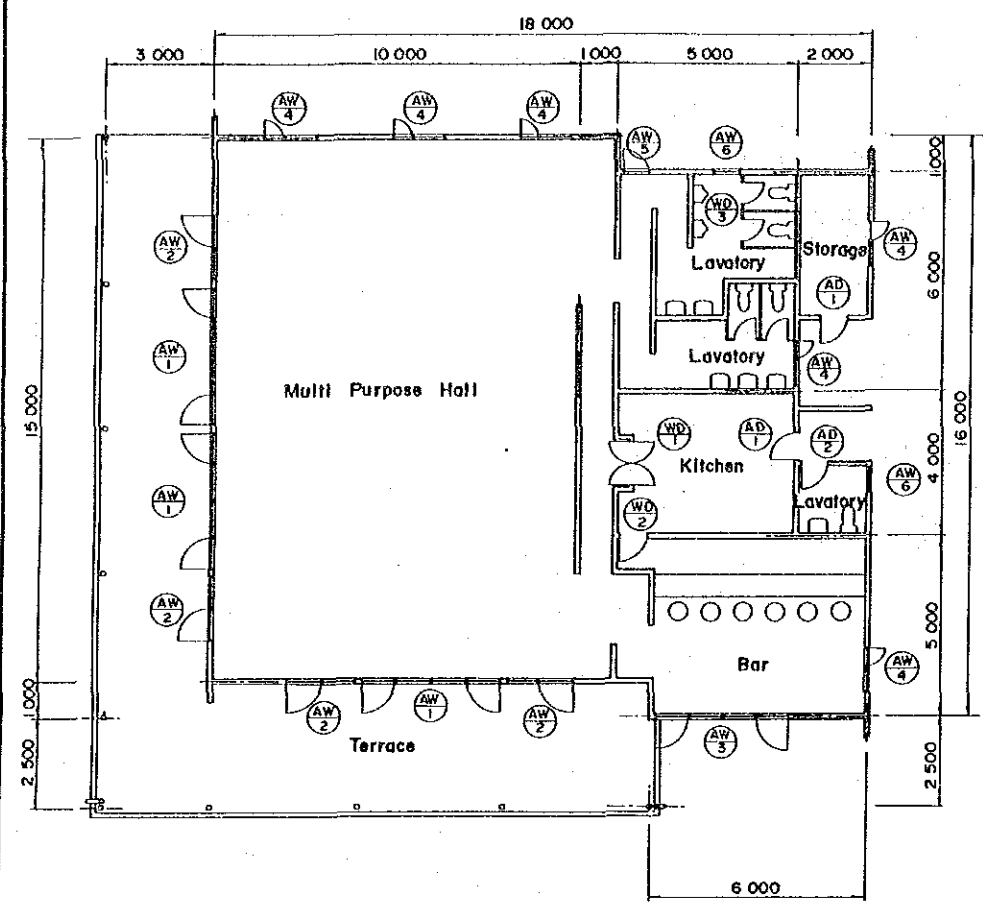 18 000
3 000
10 000
1 000
5 000
2 000
AW
4
AW
4
AW
4
AW
5
AW
6
1 000
WD
3
AW
2
Storage
AW
4
Lavatory
6 000
AD
1
AW
1
Lavatory
AW
4
Multi Purpose Hall
15 000
16 000
WD
1
AD
1
AD
2
Kitchen
4 000
AW
6
AW
1
Lavatory
WD
2
AW
2
5 000
Bar
AW
4
1 000
AW
2
AW
1
AW
2
AW
3
Terrace
2 500
2 500
6 000